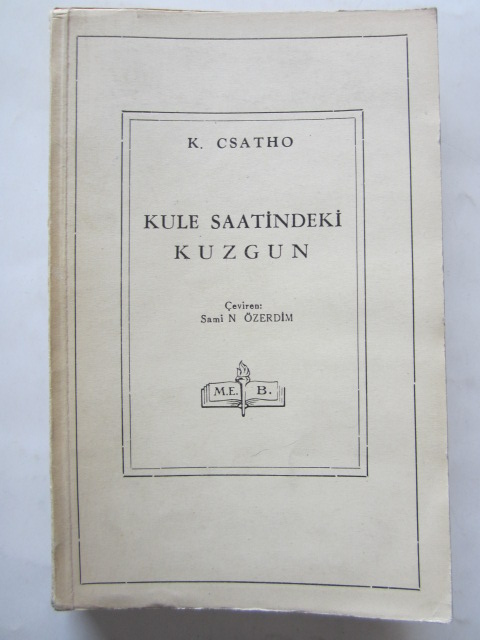 K. CSATHO
KULE SAATİNDEKİ
KUZGUN
Çeviren:
Sami N ÖZERDİM
M.E. B.